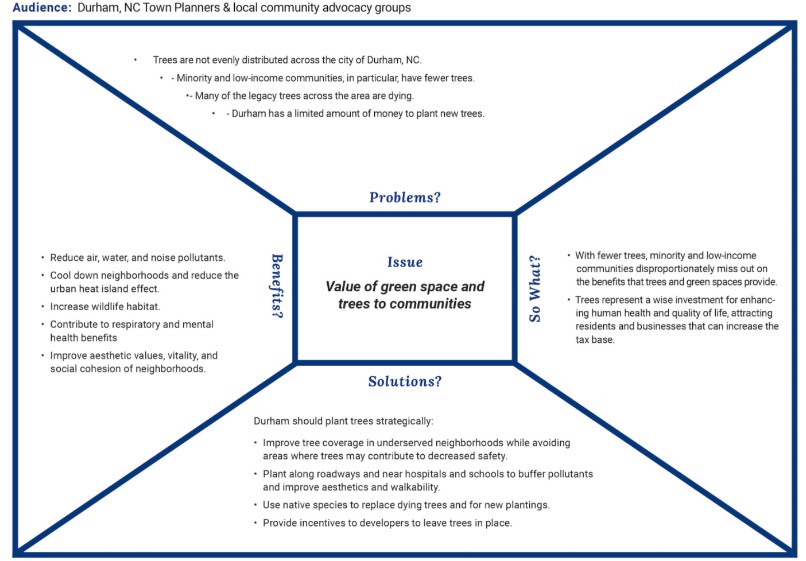 Audience: Durham, NC Town Planners & local community advocacy groups
• Trees are not evenly distributed across the city of Durham, NC.
• - Minority and low-income communities, in particular, have fewer trees.
•- Many of the legacy trees across the area are dying.
• - Durham has a limited amount of money to plant new trees.
Problems?
Benefits?
• Reduce air, water, and noise pollutants.
• Cool down neighborhoods and reduce the
urban heat island effect.
• Increase wildlife habitat.
• Contribute to respiratory and mental
health benefits
• Improve aesthetic values, vitality, and
social cohesion of neighborhoods.
Issue
Value of green space and
trees to communities
So What?
• With fewer trees, minority and low-income
communities disproportionately miss out on
the benefits that trees and green spaces provide.
• Trees represent a wise investment for enhanc-
ing human health and quality of life, attracting
residents and businesses that can increase the
tax base.
Solutions?
Durham should plant trees strategically:
• Improve tree coverage in underserved neighborhoods while avoiding
areas where trees may contribute to decreased safety.
• Plant along roadways and near hospitals and schools to buffer pollutants
and improve aesthetics and walkability.
• Use native species to replace dying trees and for new plantings.
• Provide incentives to developers to leave trees in place.